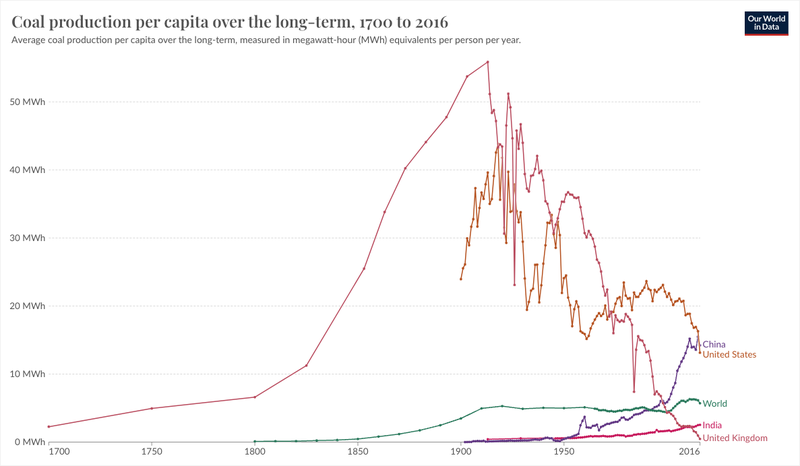 Coal production per capita over the long-term, 1700 to 2016
Average coal production per capita over the long-term, measured in megawatt-hour (MWh) equivalents per person per year.
Our World
in Data
50 MWh
40 MWh
30 MWh
20 MWh
10 MWh
0 MWh
China
United States
World
India
United Kingdom
1700
1750
1800
1850
1900
1950
2016